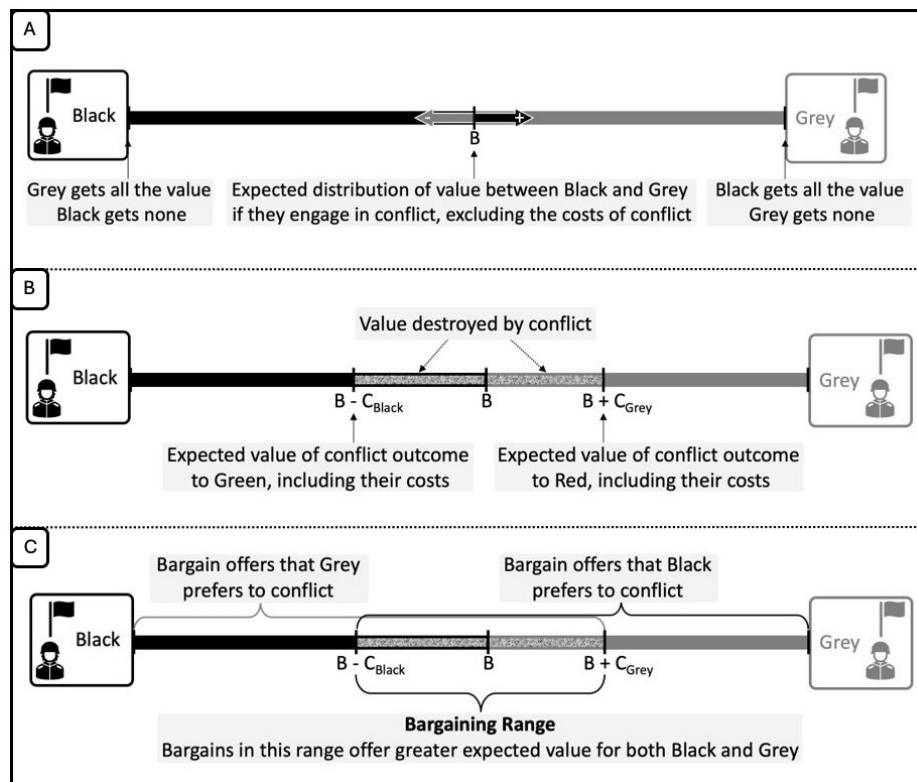 A
Black
Grey
-
+
B
Grey gets all the value
Black gets none
Expected distribution of value between Black and Grey
if they engage in conflict, excluding the costs of conflict
Black gets all the value
Grey gets none
B
Value destroyed by conflict
Black
Grey
B - CBlack
B
B + CGrey
Expected value of conflict outcome
to Green, including their costs
Expected value of conflict outcome
to Red, including their costs
C
Bargain offers that Grey
prefers to conflict
Bargain offers that Black
prefers to conflict
Black
Grey
B - CBlack
B
B + CGrey
Bargaining Range
Bargains in this range offer greater expected value for both Black and Grey